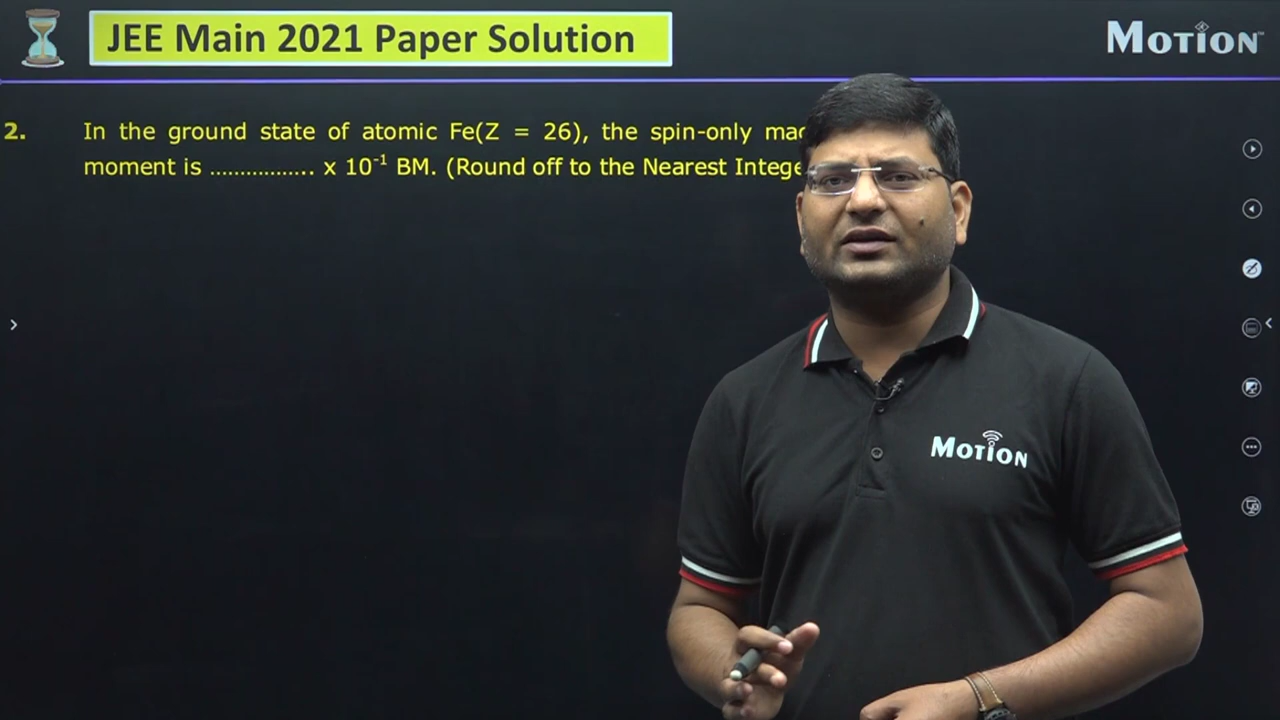 JEE Main 2021 Paper Solution
MOTION
2. In the ground state of atomic Fe(Z = 26), the spin-only
moment is ................ x 10⁻¹ BM. (Round off to the Nearest
MOTION